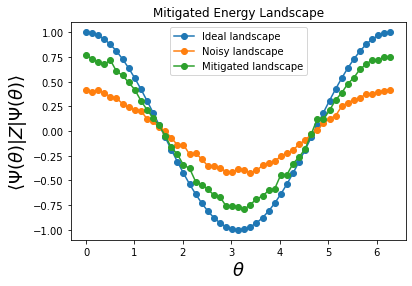 Mitigated Energy Landscape
Ideal landscape
Noisy landscape
Mitigated landscape
⟨Ψ(θ)|Z|Ψ(θ)⟩
1.00
0.75
0.50
0.25
0.00
−0.25
−0.50
−0.75
−1.00
0 1 2 3 4 5 6
θ